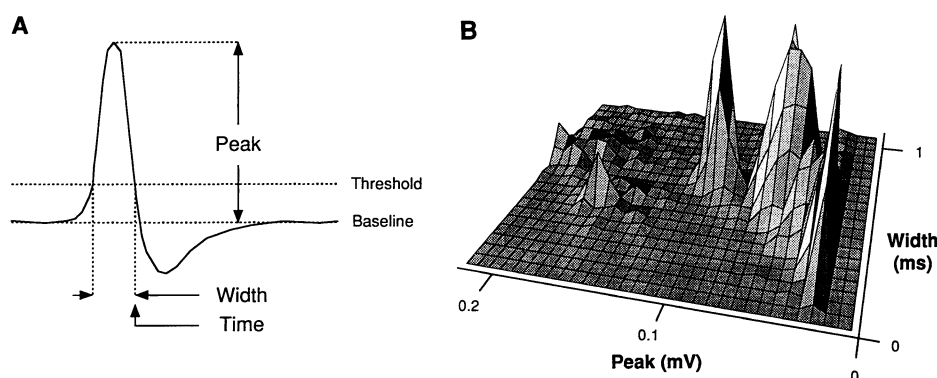 A
Peak
Threshold
Baseline
Width
Time
B
1
Width
(ms)
0
0.2
0.1
Peak (mV)
0